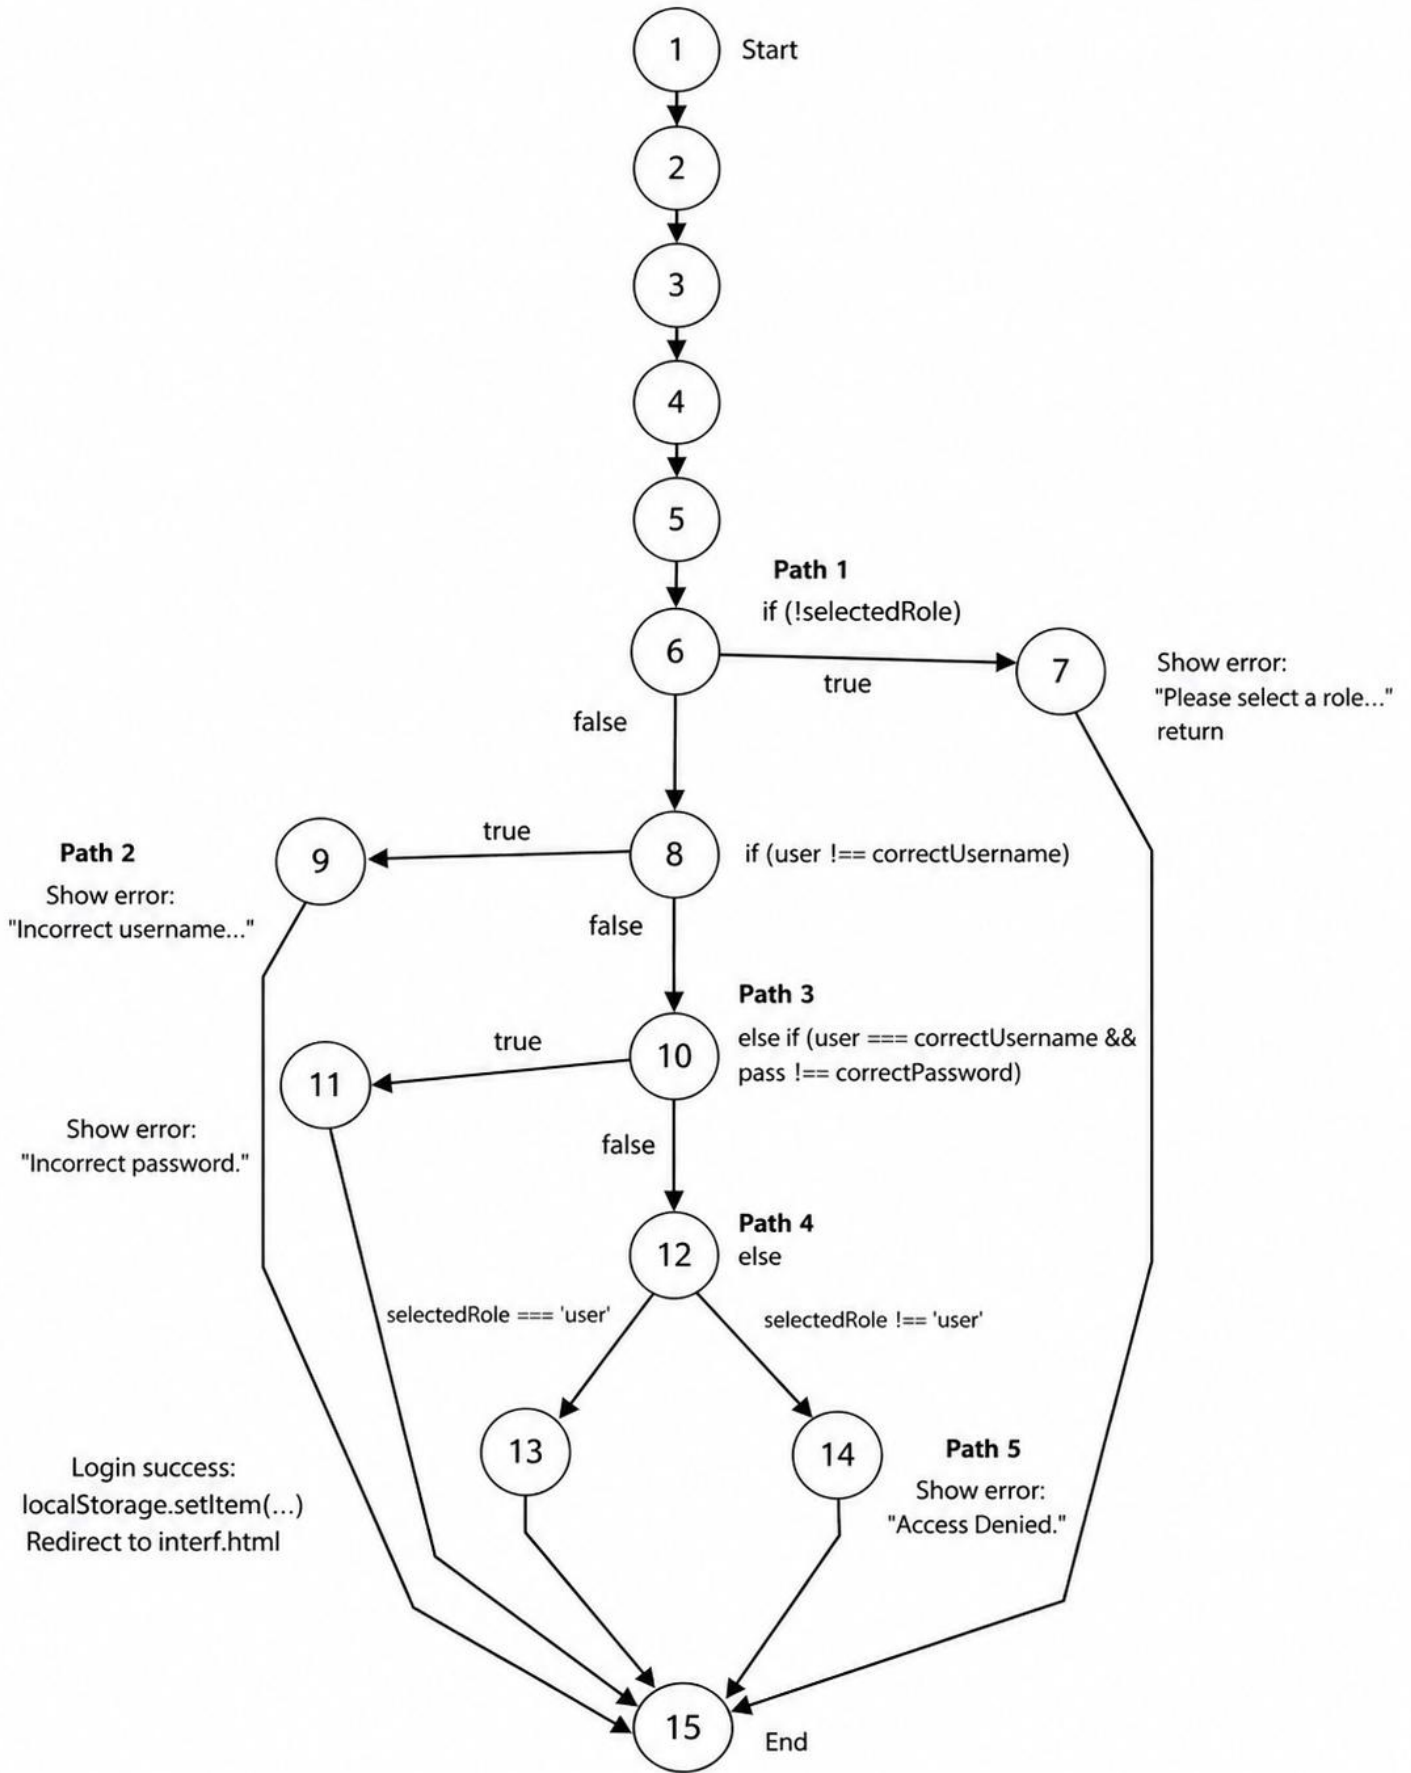 1 Start
2
3
4
5
Path 1
if (!selectedRole)
6
true
7
Show error:
"Please select a role..."
return
false
Path 2
9
true
8
if (user !== correctUsername)
Show error:
"Incorrect username..."
false
Path 3
10
else if (user === correctUsername &&
pass !== correctPassword)
true
11
Show error:
"Incorrect password."
false
12
Path 4
else
selectedRole === 'user'
selectedRole !== 'user'
13
14
Path 5
Show error:
"Access Denied."
Login success:
localStorage.setItem(...)
Redirect to interf.html
15
End